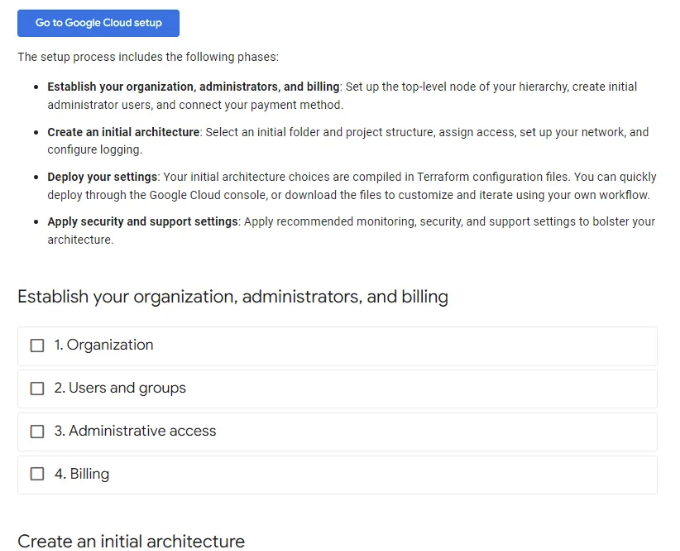 Go to Google Cloud setup
The setup process includes the following phases:
• Establish your organization, administrators, and billing: Set up the top-level node of your hierarchy, create initial
administrator users, and connect your payment method.
• Create an initial architecture: Select an initial folder and project structure, assign access, set up your network, and
configure logging.
• Deploy your settings: Your initial architecture choices are compiled in Terraform configuration files. You can quickly
deploy through the Google Cloud console, or download the files to customize and iterate using your own workflow.
• Apply security and support settings: Apply recommended monitoring, security, and support settings to bolster your
architecture.
Establish your organization, administrators, and billing
1. Organization
2. Users and groups
3. Administrative access
4. Billing
Create an initial architecture